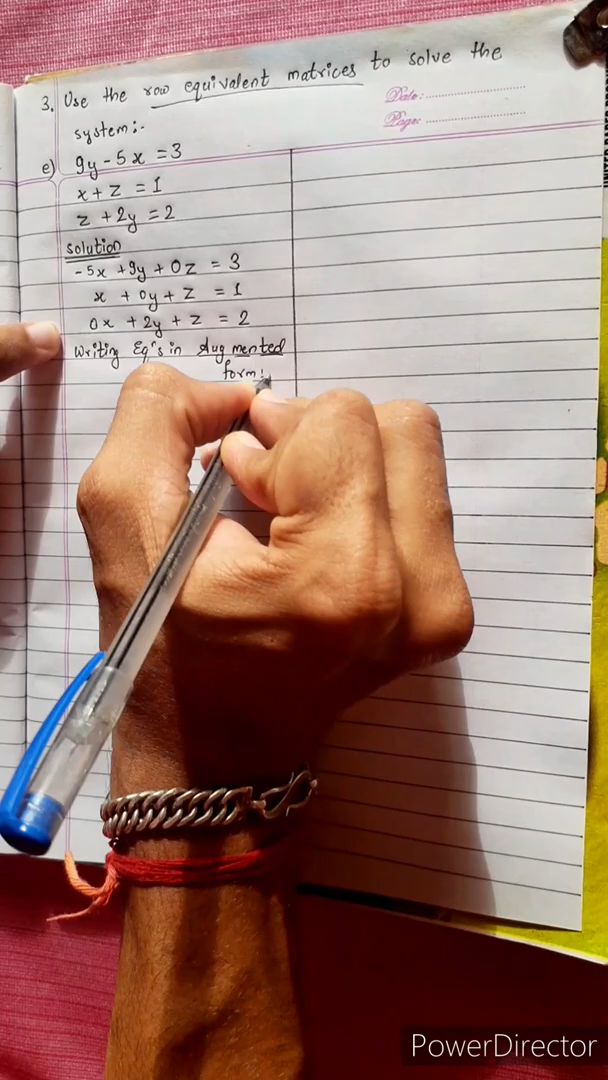 3. Use the row equivalent matrices to solve the
system:-
Date:
Page:
e) 9y - 5x = 3
x + z = 1
z + 2y = 2
Solution
-5x + 9y + 0z = 3
x + 0y + z = 1
0x + 2y + z = 2
Writing Eqⁿs in Augmented
form:
PowerDirector